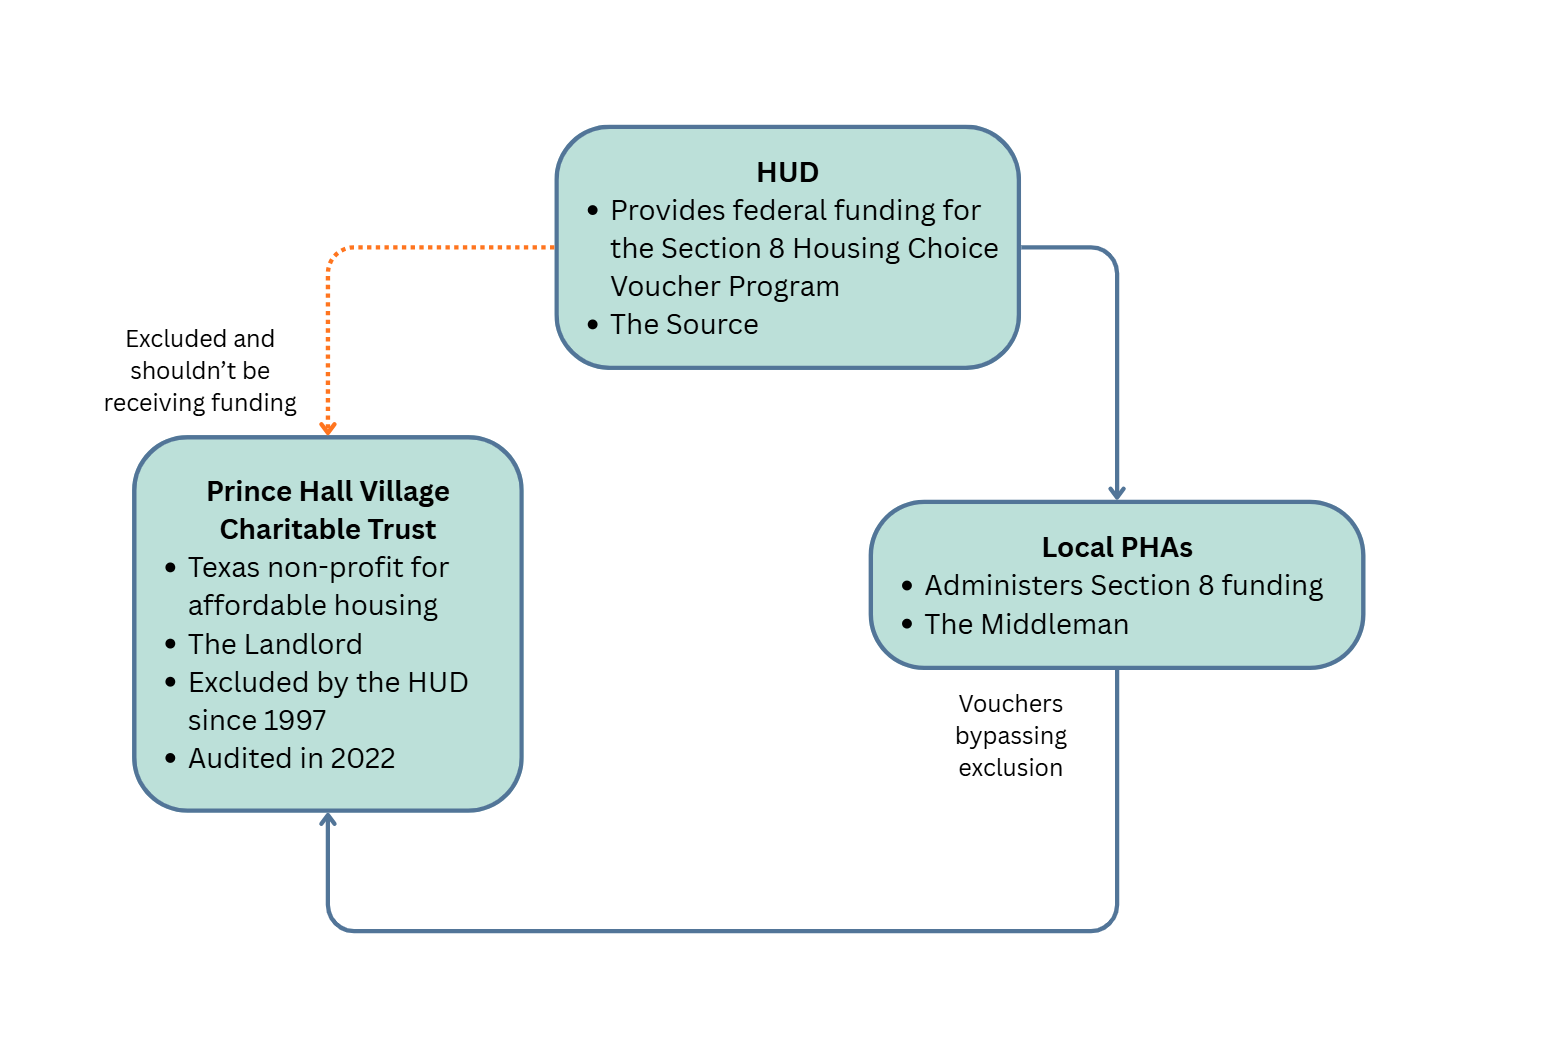 HUD
• Provides federal funding for
the Section 8 Housing Choice
Voucher Program
• The Source
Excluded and
shouldn’t be
receiving funding
Prince Hall Village
Charitable Trust
• Texas non-profit for
affordable housing
• The Landlord
• Excluded by the HUD
since 1997
• Audited in 2022
Local PHAs
• Administers Section 8 funding
• The Middleman
Vouchers
bypassing
exclusion